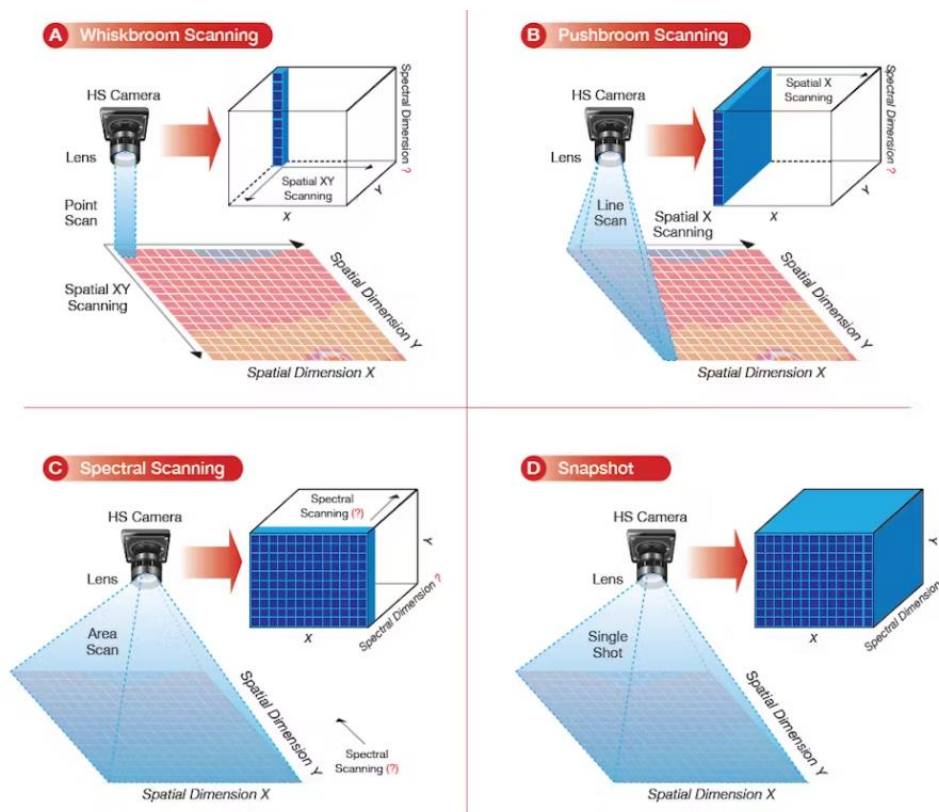 A Whiskbroom Scanning
HS Camera
Lens
Point
Scan
Spatial XY
Scanning
X
Y
Spectral Dimension ?
Spatial XY
Scanning
Spatial Dimension Y
Spatial Dimension X
B Pushbroom Scanning
HS Camera
Lens
Line
Scan
Spatial X
Scanning
X
Y
Spectral Dimension ?
Spatial X
Scanning
Spatial Dimension Y
Spatial Dimension X
C Spectral Scanning
HS Camera
Lens
Area
Scan
Spectral
Scanning (?)
X
Y
Spectral Dimension ?
Spatial Dimension Y
Spectral
Scanning (?)
Spatial Dimension X
D Snapshot
HS Camera
Lens
Single
Shot
X
Y
Spectral Dimension
Spatial Dimension Y
Spatial Dimension X